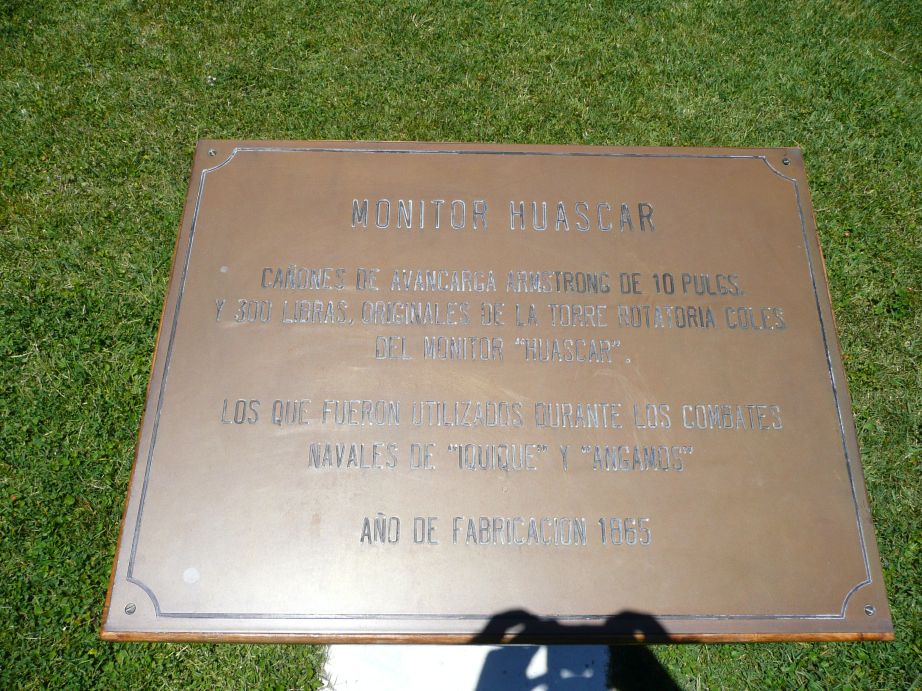 MONITOR HUASCAR
CAÑONES DE AVANCARGA ARMSTRONG DE 10 PULGS.
Y 300 LIBRAS, ORIGINALES DE LA TORRE ROTATORIA COLES
DEL MONITOR "HUASCAR".
LOS QUE FUERON UTILIZADOS DURANTE LOS COMBATES
NAVALES DE "IQUIQUE" Y "ANGAMOS"
AÑO DE FABRICACION 1865